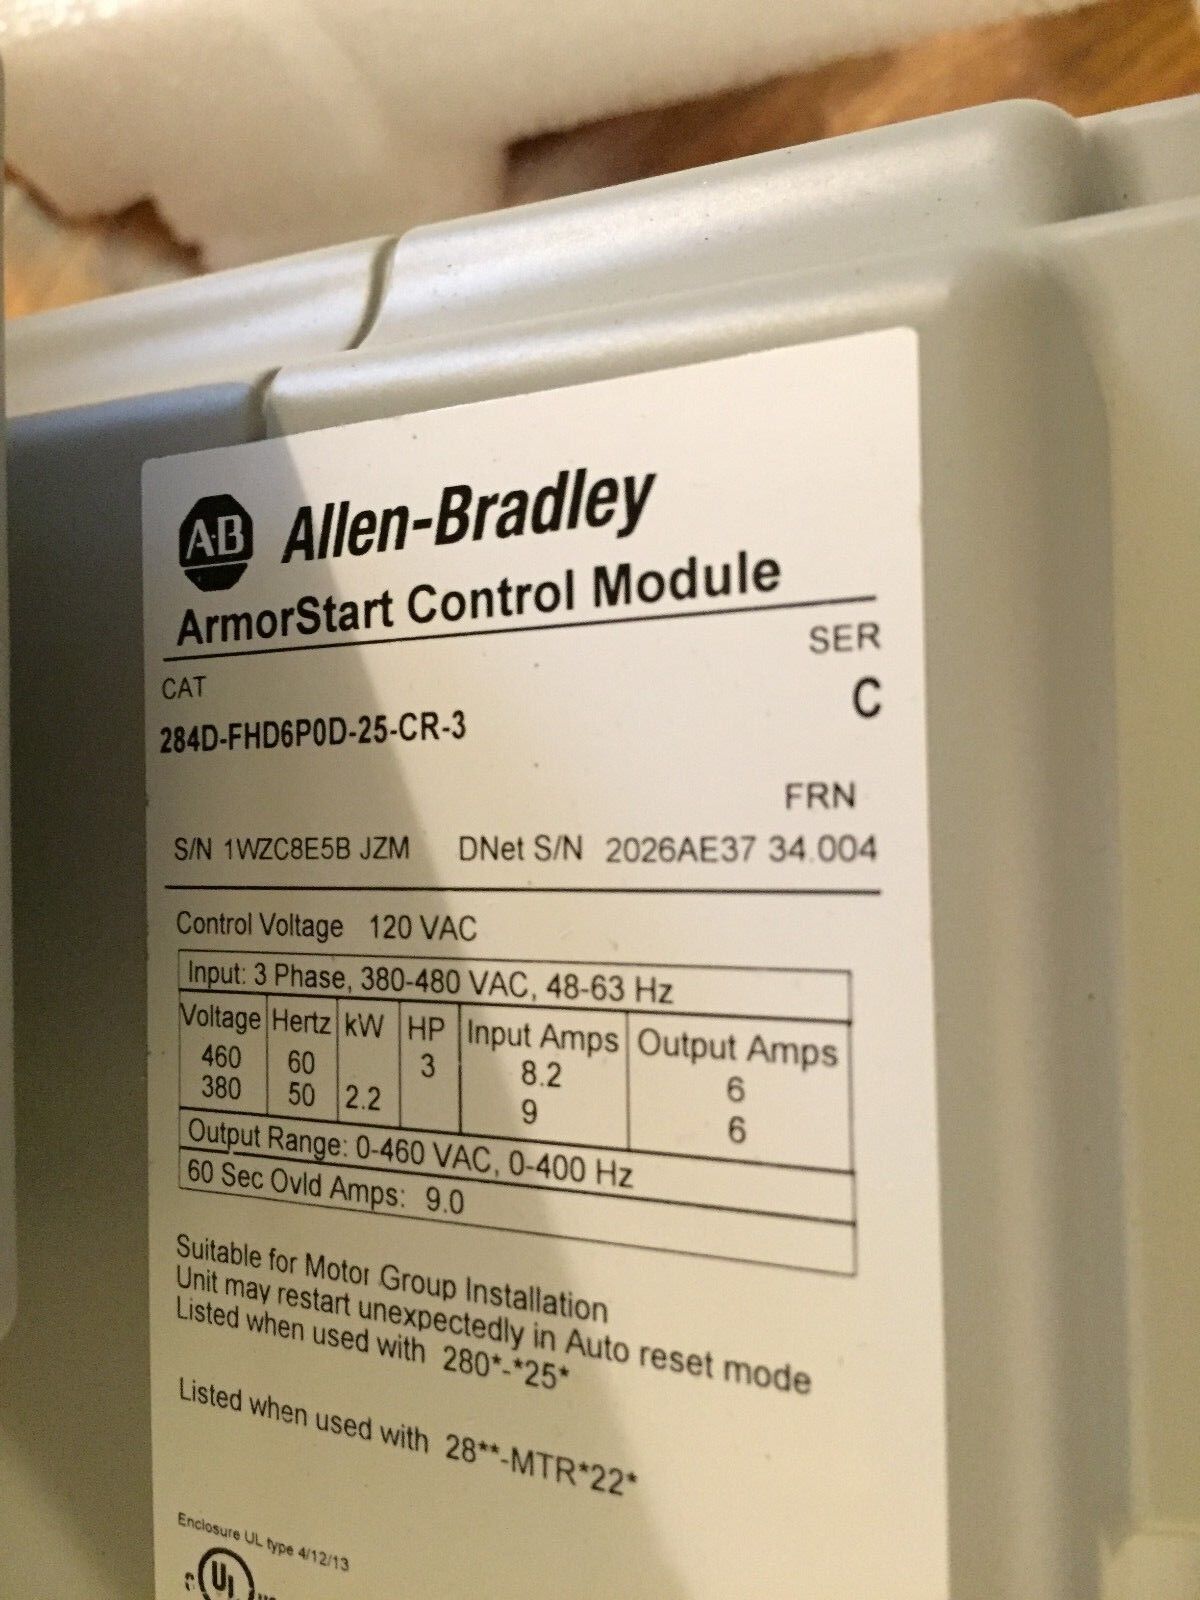 AB Allen-Bradley
ArmorStart Control Module
SER
CAT
C
284D-FHD6P0D-25-CR-3
FRN
S/N 1WZC8E5B JZM DNet S/N 2026AE37 34.004
Control Voltage 120 VAC
Input: 3 Phase, 380-480 VAC, 48-63 Hz
Voltage Hertz kW HP Input Amps Output Amps
460 60 3 8.2 6
380 50 2.2 9 6
Output Range: 0-460 VAC, 0-400 Hz
60 Sec Ovld Amps: 9.0
Suitable for Motor Group Installation
Unit may restart unexpectedly in Auto reset mode
Listed when used with 280*-*25*
Listed when used with 28**-MTR*22*
Enclosure UL type 4/12/13
UL